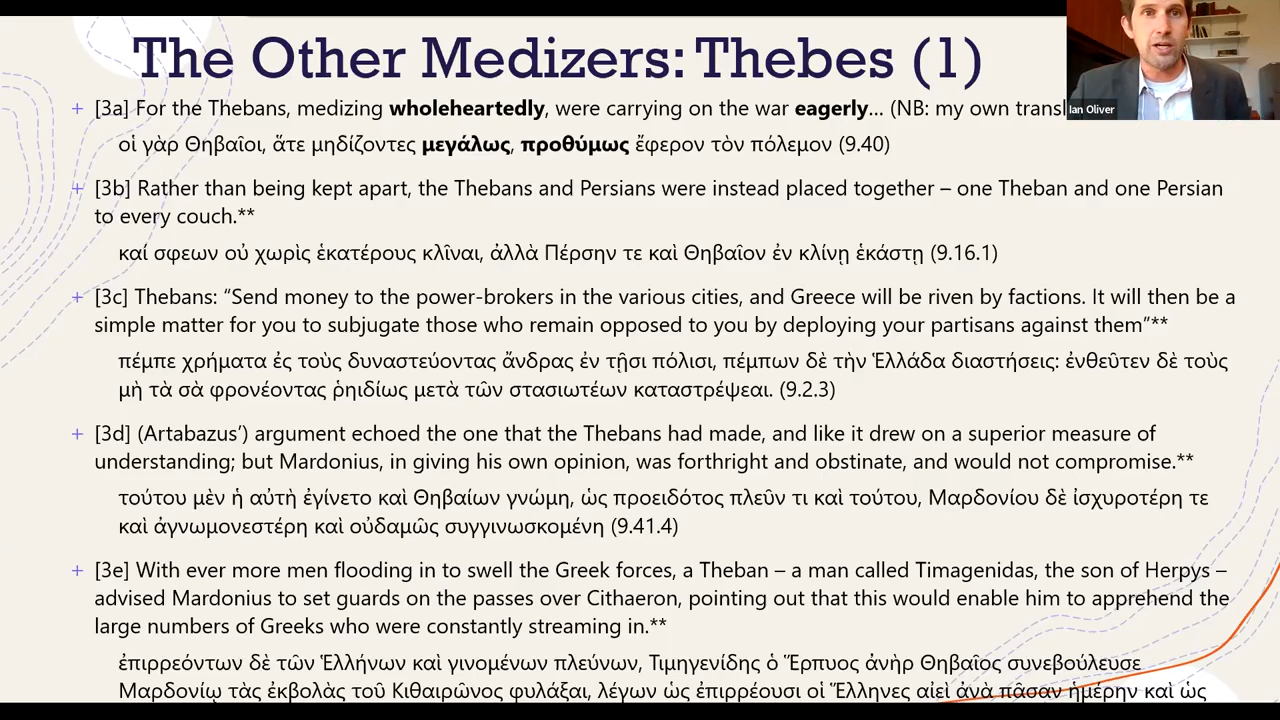 The Other Medizers: Thebes (1)
Ian Oliver
+ [3a] For the Thebans, medizing wholeheartedly, were carrying on the war eagerly… (NB: my own
οἱ γὰρ Θηβαῖοι, ἅτε μηδίζοντες μεγάλως, προθύμως ἔφερον τὸν πόλεμον (9.40)
+ [3b] Rather than being kept apart, the Thebans and Persians were instead placed together – one Theban and one Persian
to every couch.**
καί σφεων οὐ χωρὶς ἑκατέρους κλῖναι, ἀλλὰ Πέρσην τε καὶ Θηβαῖον ἐν κλίνῃ ἑκάστῃ (9.16.1)
+ [3c] Thebans: “Send money to the power-brokers in the various cities, and Greece will be riven by factions. It will then be a
simple matter for you to subjugate those who remain opposed to you by deploying your partisans against them”**
πέμπε χρήματα ἐς τοὺς δυναστεύοντας ἄνδρας ἐν τῇσι πόλισι, πέμπων δὲ τὴν Ἑλλάδα διαστήσεις: ἐνθεῦτεν δὲ τοὺς
μὴ τὰ σὰ φρονέοντας ῥηιδίως μετὰ τῶν στασιωτέων καταστρέψεαι. (9.2.3)
+ [3d] (Artabazus’) argument echoed the one that the Thebans had made, and like it drew on a superior measure of
understanding; but Mardonius, in giving his own opinion, was forthright and obstinate, and would not compromise.**
τούτου μὲν ἡ αὐτὴ ἐγίνετο καὶ Θηβαίων γνώμη, ὡς προειδότος πλεῦν τι καὶ τούτου, Μαρδονίου δὲ ἰσχυροτέρη τε
καὶ ἀγνωμονεστέρη καὶ οὐδαμῶς συγγινωσκομένη (9.41.4)
+ [3e] With ever more men flooding in to swell the Greek forces, a Theban – a man called Timagenidas, the son of Herpys –
advised Mardonius to set guards on the passes over Cithaeron, pointing out that this would enable him to apprehend the
large numbers of Greeks who were constantly streaming in.**
ἐπιρρεόντων δὲ τῶν Ἑλλήνων καὶ γινομένων πλεύνων, Τιμηγενίδης ὁ Ἕρπυος ἀνὴρ Θηβαῖος συνεβούλευσε
Μαρδονίῳ τὰς ἐκβολὰς τοῦ Κιθαιρῶνος φυλάξαι, λέγων ὡς ἐπιρρέουσι οἱ Ἕλληνες αἰεὶ ἀνὰ πᾶσαν ἡμέρην καὶ ὡς